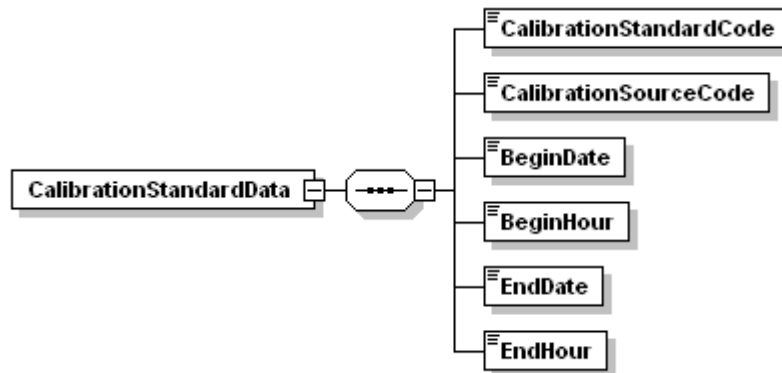 CalibrationStandardCode
CalibrationSourceCode
BeginDate
CalibrationStandardData
BeginHour
EndDate
EndHour